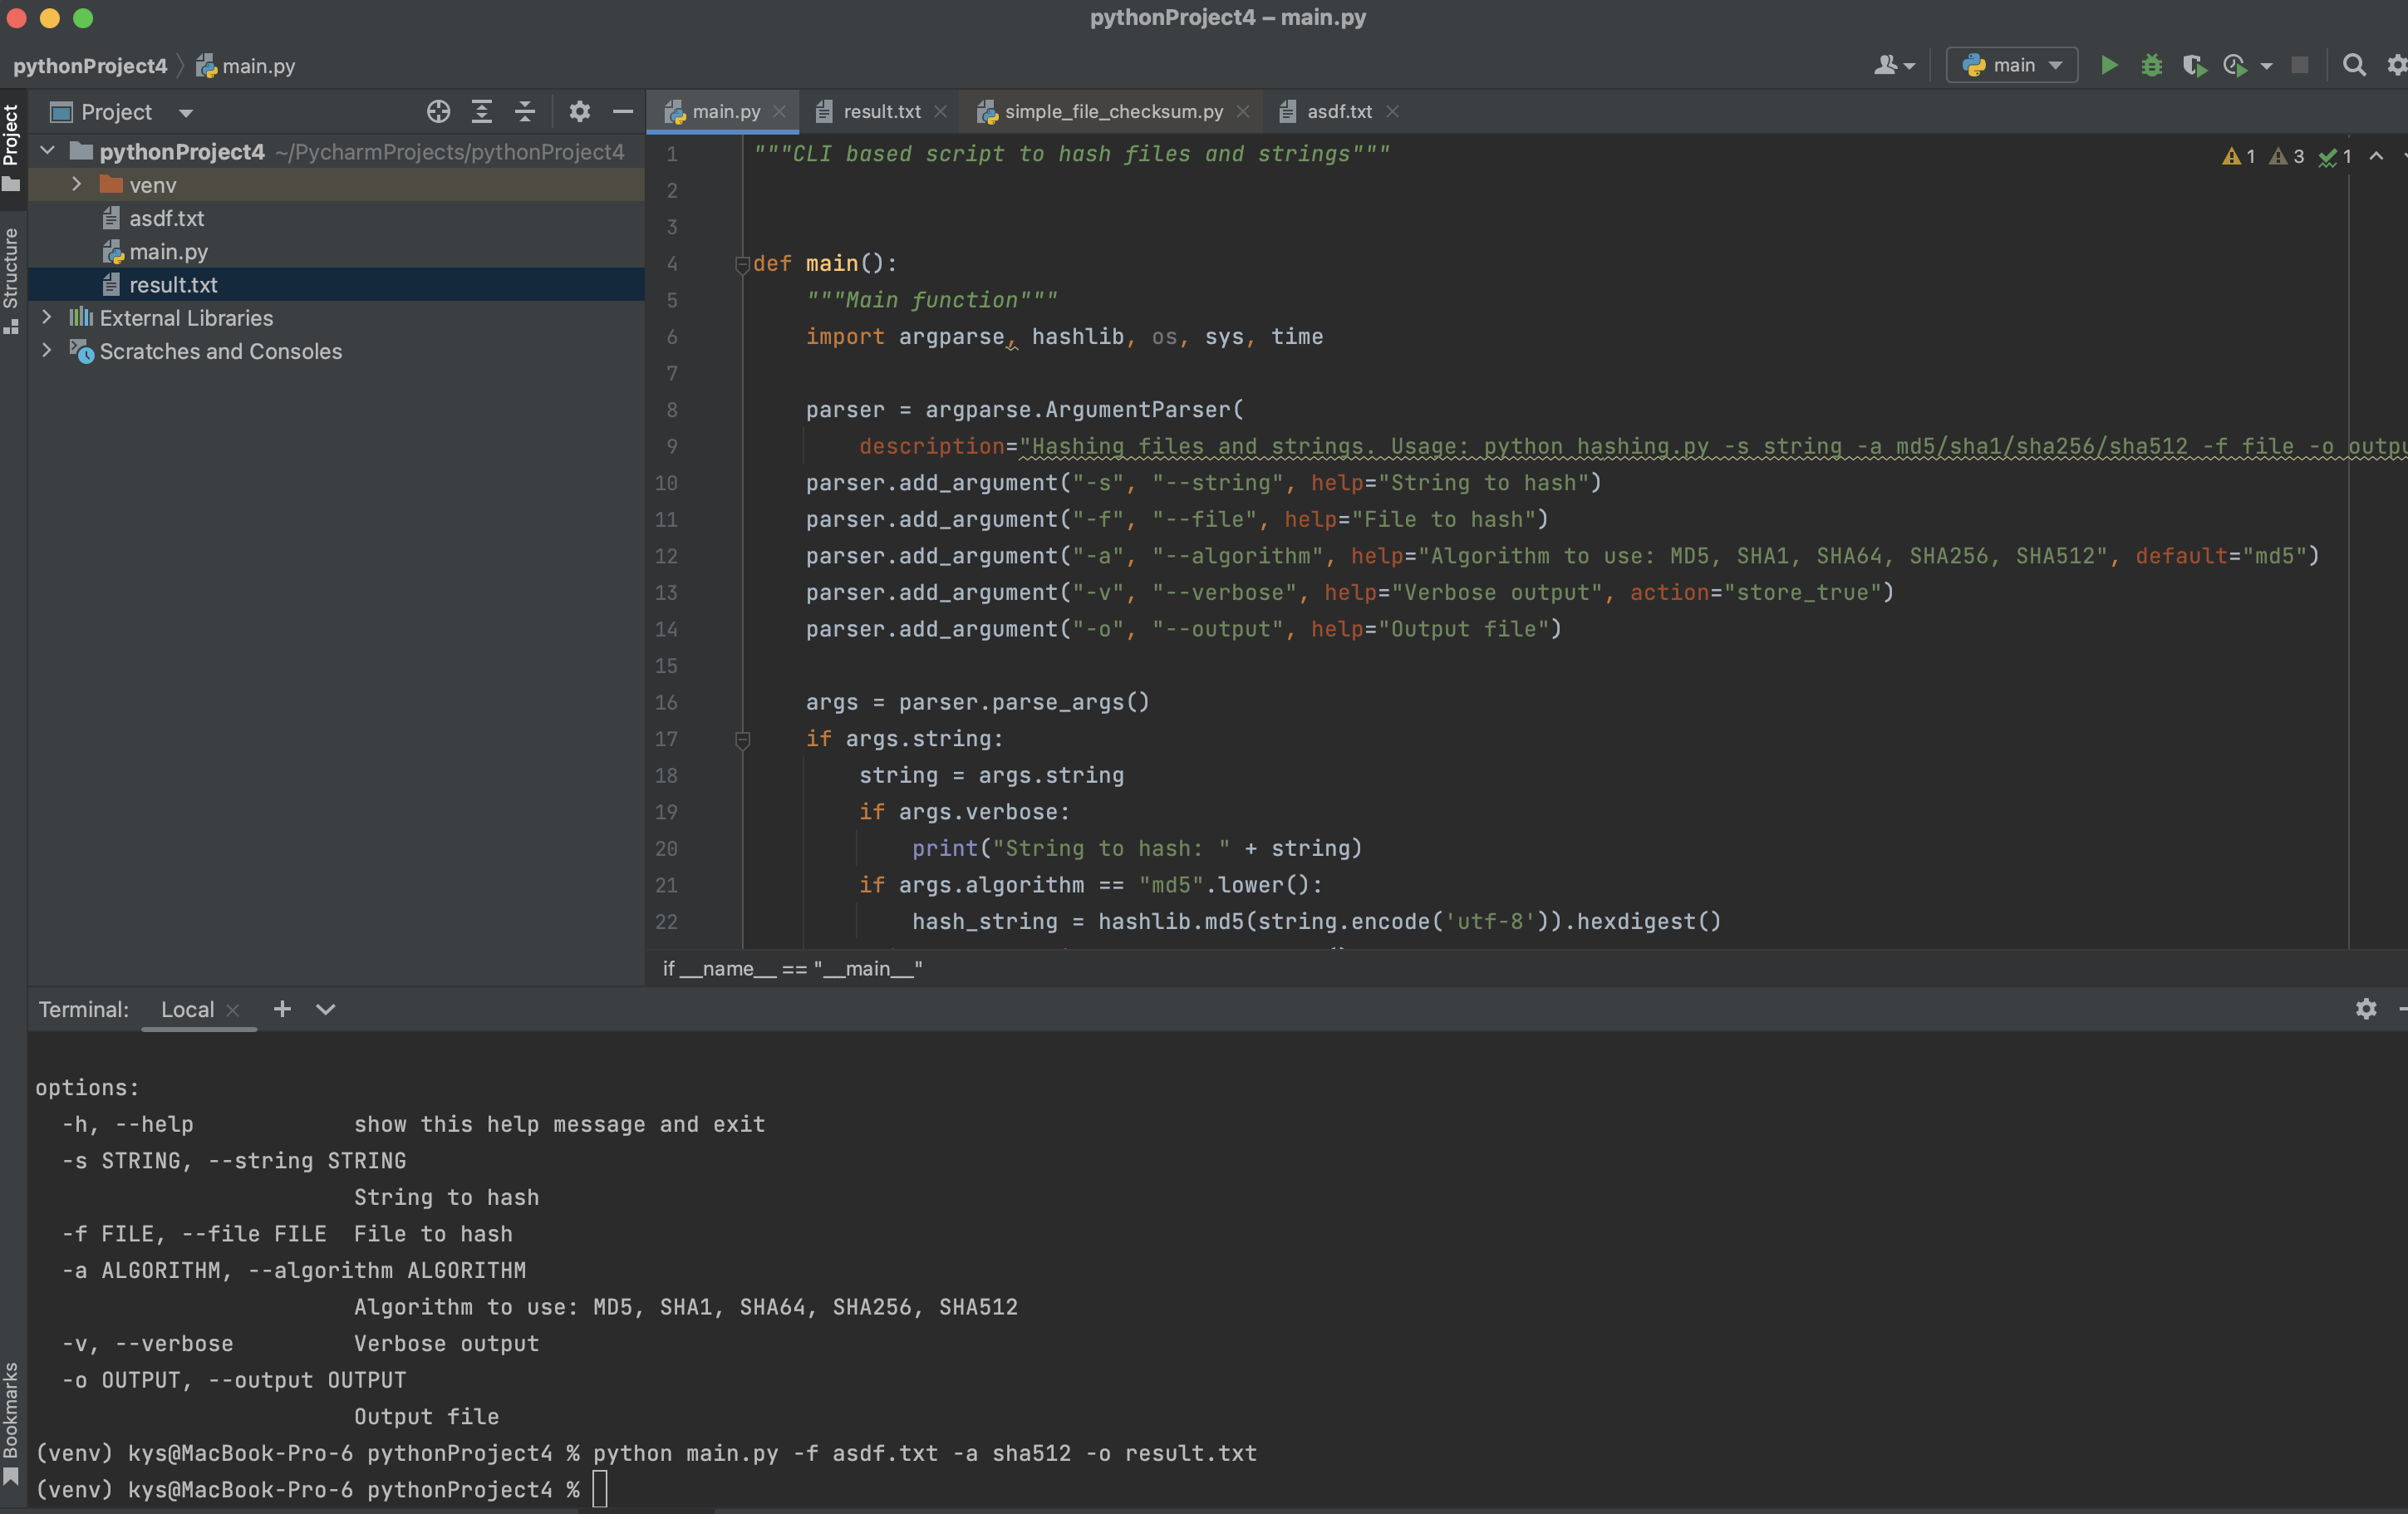 pythonProject4 – main.py
pythonProject4
main.py
main
Project
main.py
result.txt
simple_file_checksum.py
asdf.txt
Project
Structure
Bookmarks
pythonProject4 ~/PycharmProjects/pythonProject4
venv
asdf.txt
main.py
result.txt
External Libraries
Scratches and Consoles
1 3 1
1 """CLI based script to hash files and strings"""
2
3
4 def main():
5 """Main function"""
6 import argparse, hashlib, os, sys, time
7
8 parser = argparse.ArgumentParser(
9 description="Hashing files and strings. Usage: python hashing.py -s string -a md5/sha1/sha256/sha512 -f file -o outpu
10 parser.add_argument("-s", "--string", help="String to hash")
11 parser.add_argument("-f", "--file", help="File to hash")
12 parser.add_argument("-a", "--algorithm", help="Algorithm to use: MD5, SHA1, SHA64, SHA256, SHA512", default="md5")
13 parser.add_argument("-v", "--verbose", help="Verbose output", action="store_true")
14 parser.add_argument("-o", "--output", help="Output file")
15
16 args = parser.parse_args()
17 if args.string:
18 string = args.string
19 if args.verbose:
20 print("String to hash: " + string)
21 if args.algorithm == "md5".lower():
22 hash_string = hashlib.md5(string.encode('utf-8')).hexdigest()
if __name__ == "__main__"
Terminal: Local
options:
-h, --help show this help message and exit
-s STRING, --string STRING
String to hash
-f FILE, --file FILE File to hash
-a ALGORITHM, --algorithm ALGORITHM
Algorithm to use: MD5, SHA1, SHA64, SHA256, SHA512
-v, --verbose Verbose output
-o OUTPUT, --output OUTPUT
Output file
(venv) kys@MacBook-Pro-6 pythonProject4 % python main.py -f asdf.txt -a sha512 -o result.txt
(venv) kys@MacBook-Pro-6 pythonProject4 %